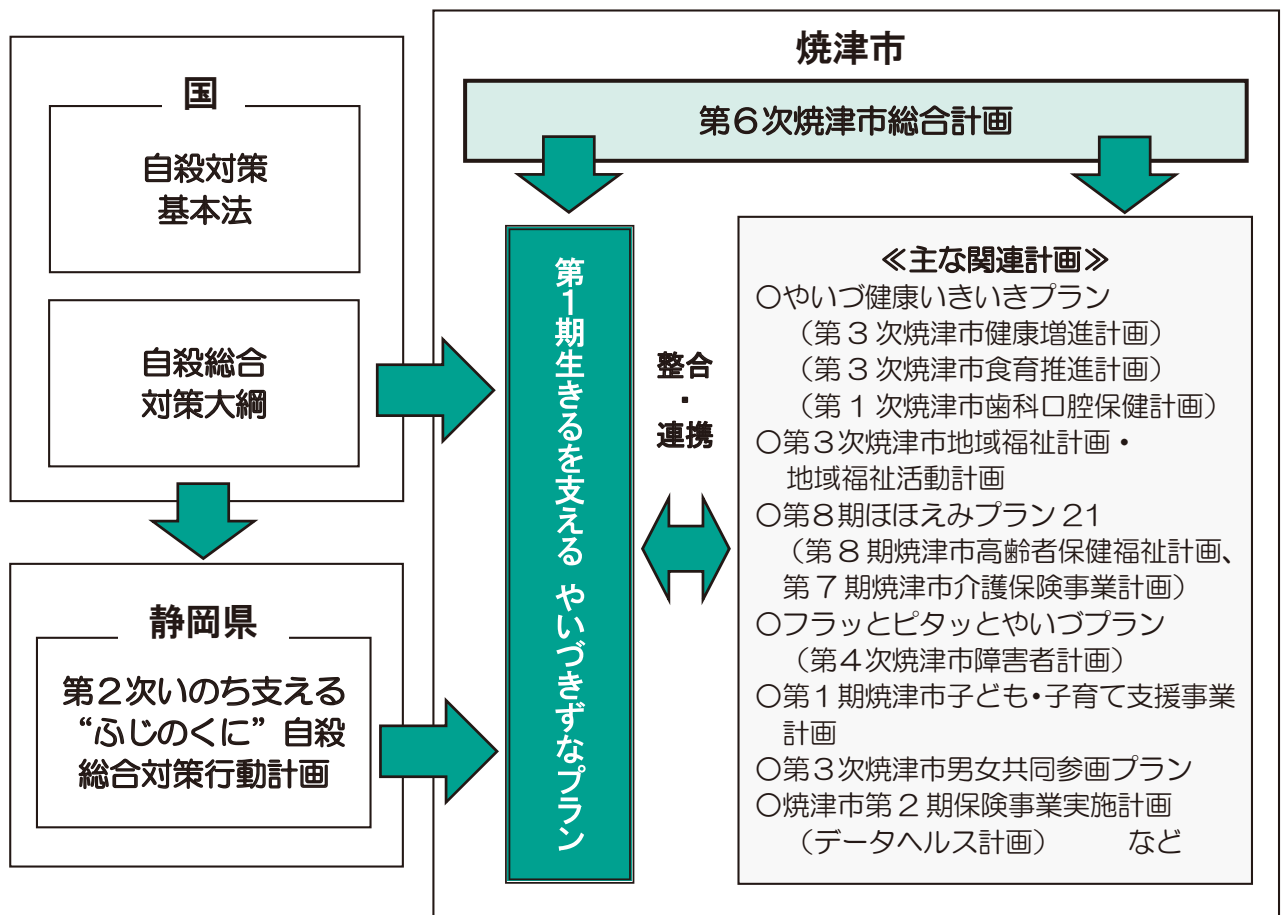 国
自殺対策
基本法
自殺総合
対策大綱
静岡県
第2次いのち支える
“ふじのくに”自殺
総合対策行動計画
焼津市
第6次焼津市総合計画
第1期生きるを支える やいづきずなプラン
整合
・
連携
≪主な関連計画≫
○やいづ健康いきいきプラン
（第3次焼津市健康増進計画）
（第3次焼津市食育推進計画）
（第1次焼津市歯科口腔保健計画）
○第3次焼津市地域福祉計画・
地域福祉活動計画
○第8期ほほえみプラン21
（第8期焼津市高齢者保健福祉計画、
第7期焼津市介護保険事業計画）
○フラッとピタッとやいづプラン
（第4次焼津市障害者計画）
○第1期焼津市子ども・子育て支援事業
計画
○第3次焼津市男女共同参画プラン
○焼津市第2期保険事業実施計画
（データヘルス計画）　　など